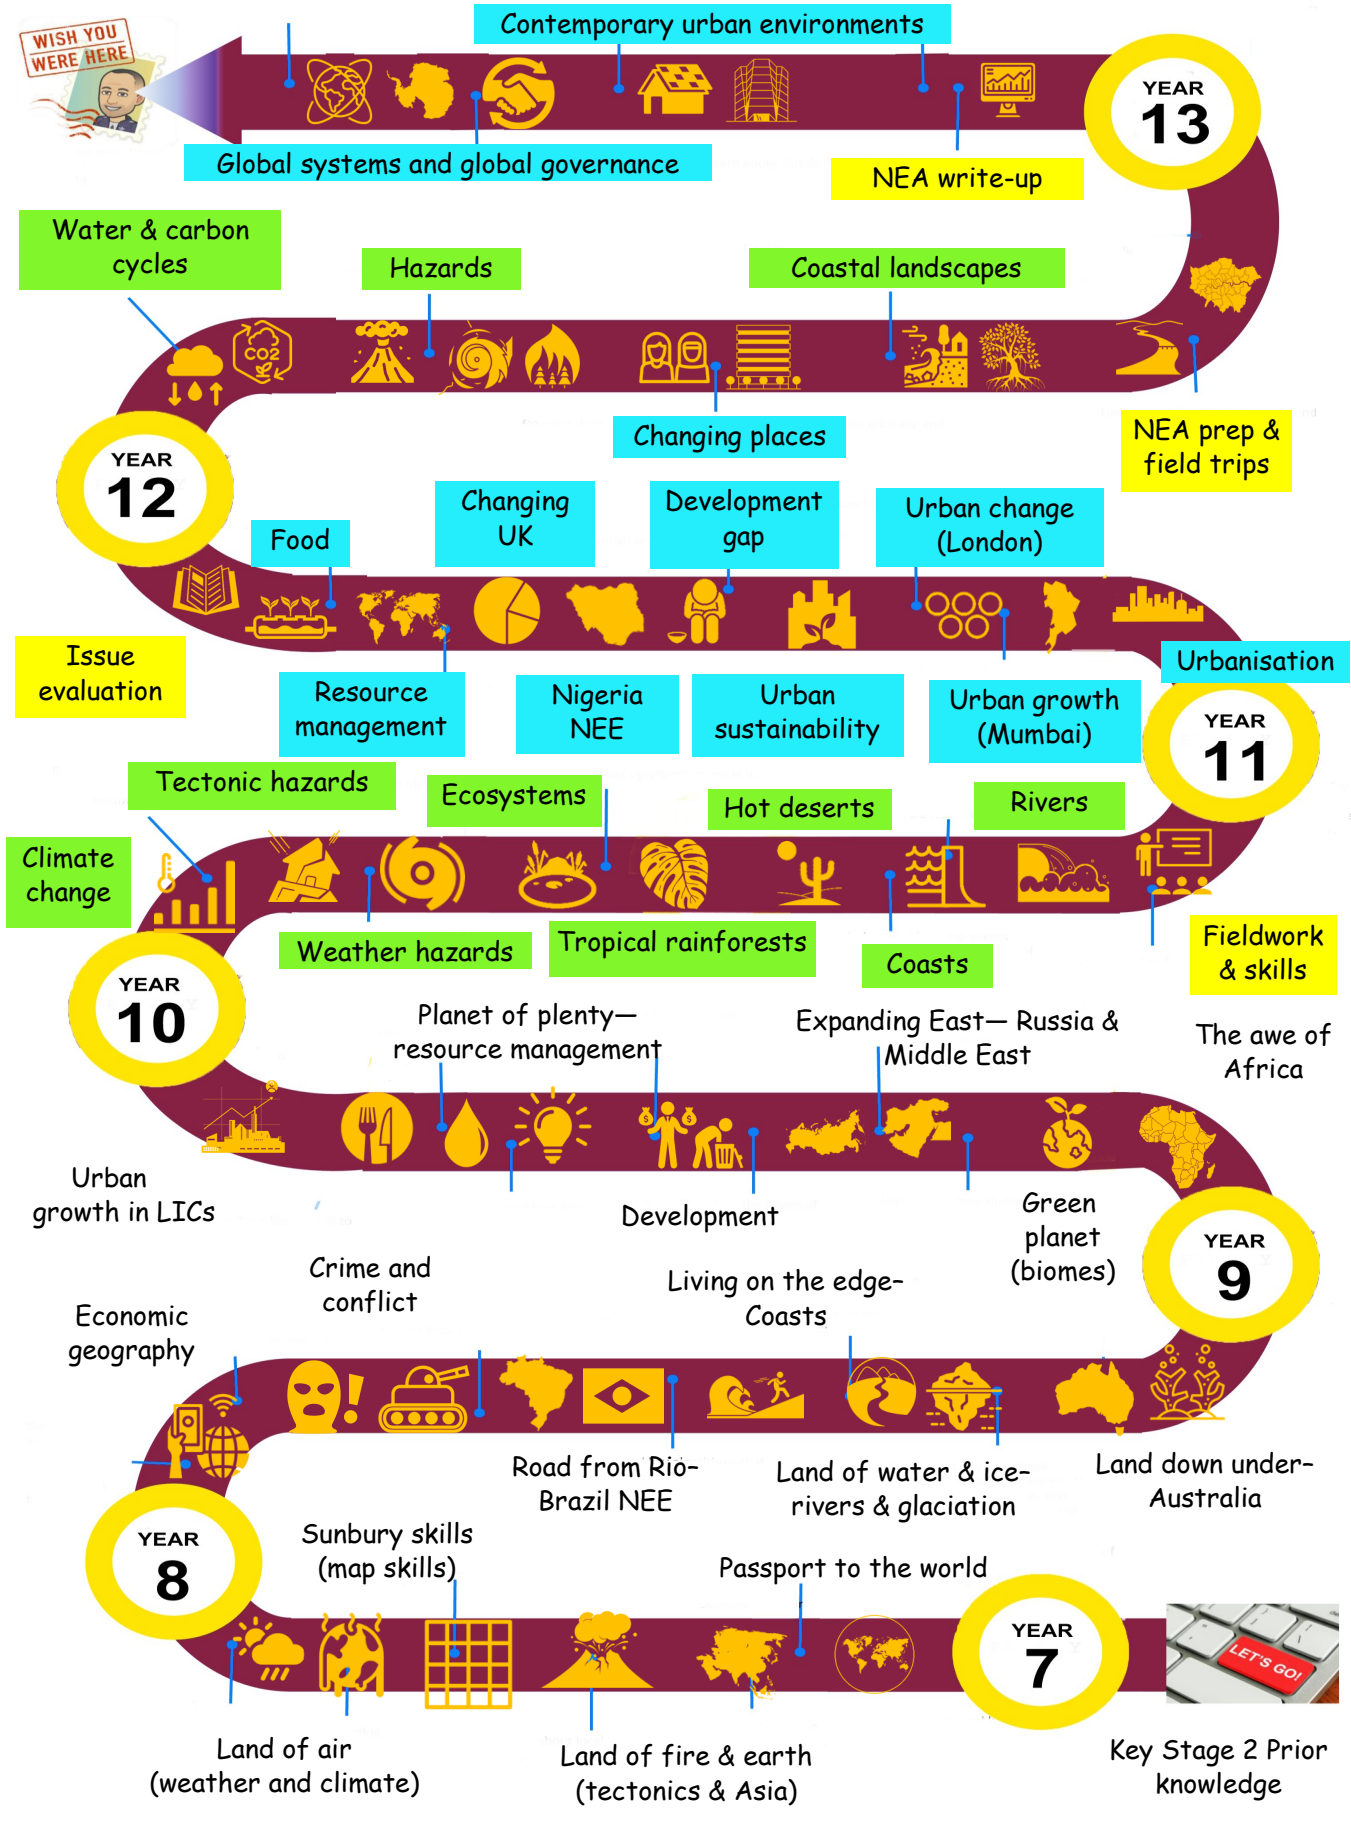 WISH YOU
WERE HERE
Contemporary urban environments
YEAR
13
Global systems and global governance
NEA write-up
Water & carbon
cycles
Hazards
Coastal landscapes
CO2
Changing places
NEA prep &
field trips
YEAR
12
Changing
UK
Development
gap
Urban change
(London)
Food
Issue
evaluation
Resource
management
Nigeria
NEE
Urban
sustainability
Urban growth
(Mumbai)
Urbanisation
YEAR
11
Tectonic hazards
Ecosystems
Hot deserts
Rivers
Climate
change
Weather hazards
Tropical rainforests
Coasts
Fieldwork
& skills
YEAR
10
Planet of plenty—
resource management
Expanding East— Russia &
Middle East
The awe of
Africa
$ $
Urban
growth in LICs
Development
Green
planet
(biomes)
YEAR
9
Crime and
conflict
Living on the edge–
Coasts
Economic
geography
Road from Rio–
Brazil NEE
Land of water & ice–
rivers & glaciation
Land down under–
Australia
YEAR
8
Sunbury skills
(map skills)
Passport to the world
YEAR
7
LET'S GO!
Land of air
(weather and climate)
Land of fire & earth
(tectonics & Asia)
Key Stage 2 Prior
knowledge